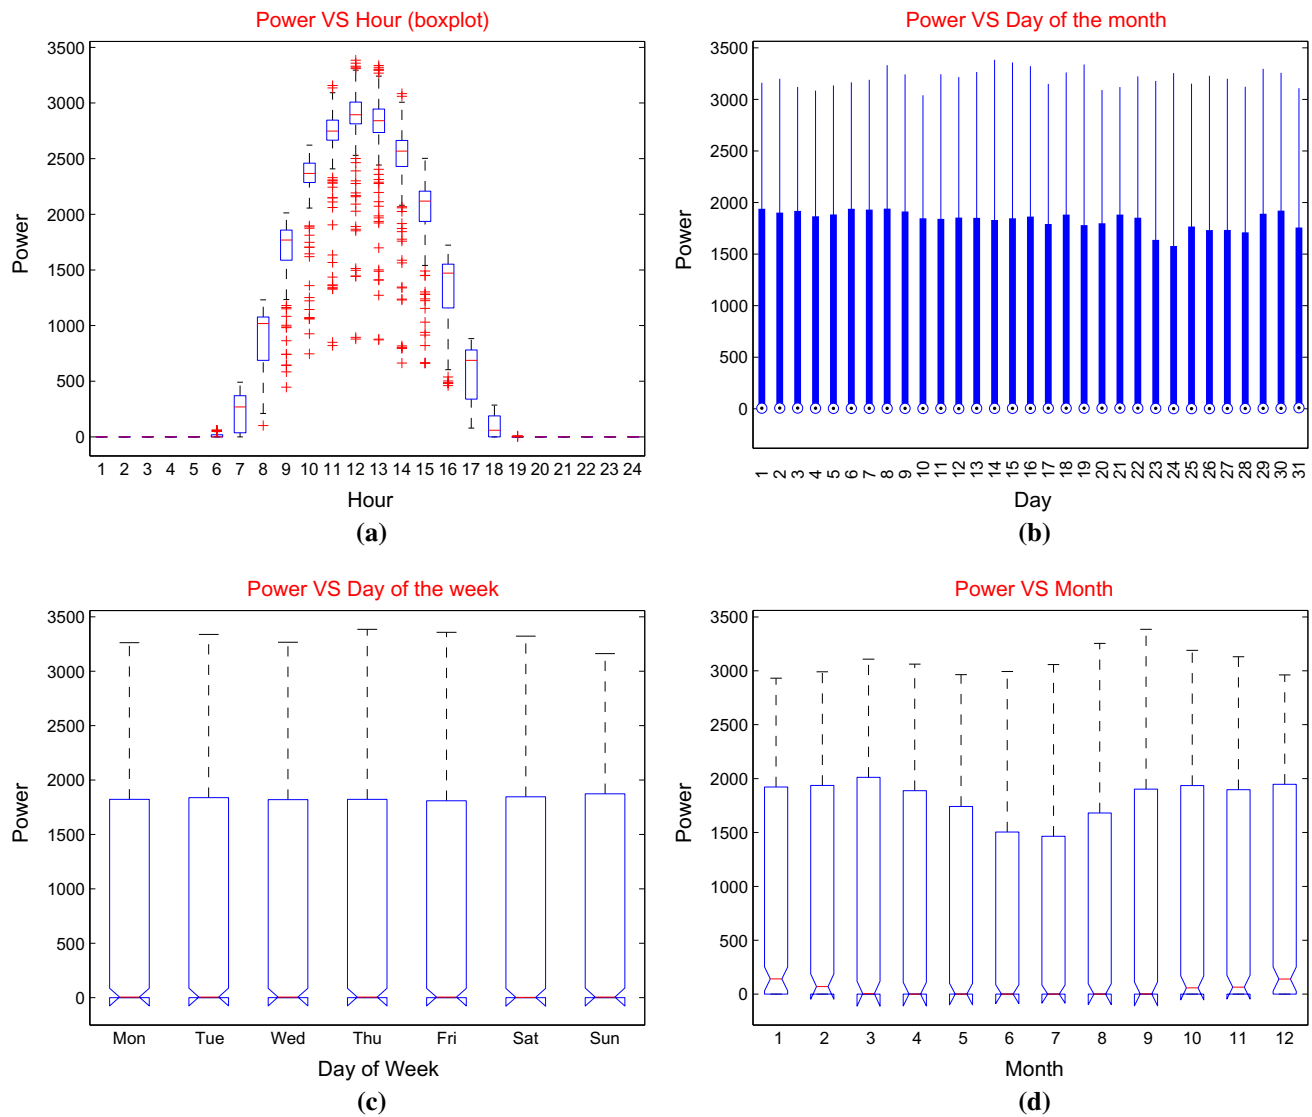 Power VS Hour (boxplot)
3500
3000
2500
2000
1500
1000
500
0
Power
1 2 3 4 5 6 7 8 9 10 11 12 13 14 15 16 17 18 19 20 21 22 23 24
Hour
(a)
Power VS Day of the month
3500
3000
2500
2000
1500
1000
500
0
Power
1 2 3 4 5 6 7 8 9 10 11 12 13 14 15 16 17 18 19 20 21 22 23 24 25 26 27 28 29 30 31
Day
(b)
Power VS Day of the week
3500
3000
2500
2000
1500
1000
500
0
Power
Mon Tue Wed Thu Fri Sat Sun
Day of Week
(c)
Power VS Month
3500
3000
2500
2000
1500
1000
500
0
Power
1 2 3 4 5 6 7 8 9 10 11 12
Month
(d)